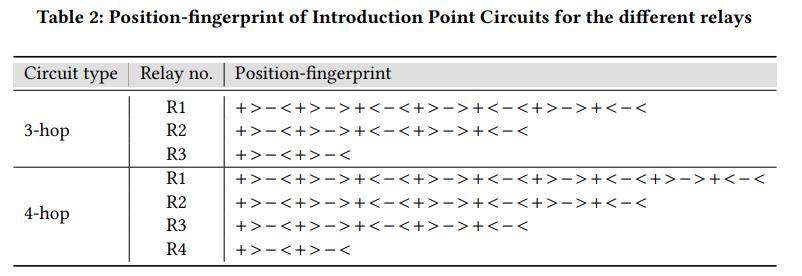 Table 2: Position-fingerprint of Introduction Point Circuits for the different relays
Circuit type Relay no. Position-fingerprint
R1 +>−<+>−>+<−<+>−>+<−<+>−>+<−<
3-hop R2 +>−<+>−>+<−<+>−>+<−<
R3 +>−<+>−<
R1 +>−<+>−>+<−<+>−>+<−<+>−>+<−<+>−>+<−<
4-hop R2 +>−<+>−>+<−<+>−>+<−<+>−>+<−<
R3 +>−<+>−>+<−<+>−>+<−<
R4 +>−<+>−<